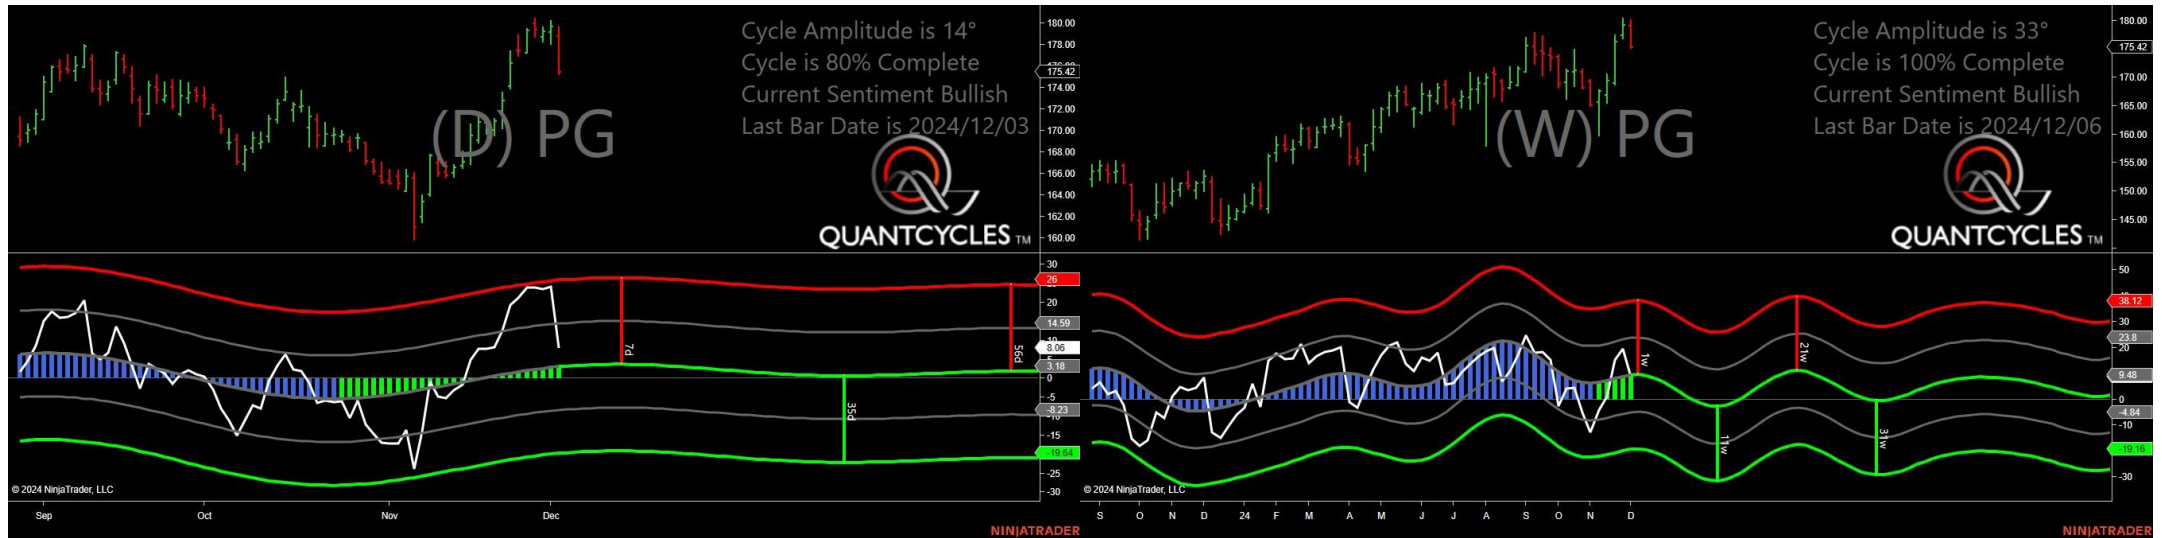 Cycle Amplitude is 14°
Cycle is 80% Complete
Current Sentiment Bullish
Last Bar Date is 2024/12/03
(D) PG
QUANTCYCLES TM
180.00
178.00
175.42
174.00
172.00
170.00
168.00
166.00
164.00
162.00
160.00
30
26
20
14.59
8.06
3.18
0
-5
-8.23
-15
-19.64
-25
-30
7d
35d
56d
© 2024 NinjaTrader, LLC
Sep Oct Nov Dec
NINJATRADER
Cycle Amplitude is 33°
Cycle is 100% Complete
Current Sentiment Bullish
Last Bar Date is 2024/12/06
(W) PG
QUANTCYCLES TM
180.00
175.42
170.00
165.00
160.00
155.00
150.00
145.00
50
38.12
30
23.8
20
9.48
0
-4.84
-10
-19.16
-30
1w
11w
21w
31w
© 2024 NinjaTrader, LLC
S O N D 24 F M A M J J A S O N D
NINJATRADER